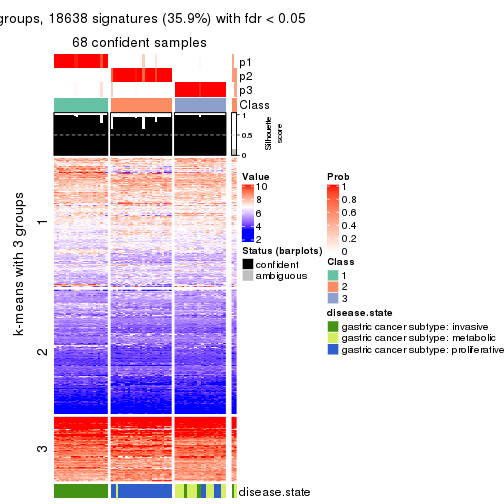 groups, 18638 signatures (35.9%) with fdr < 0.05
68 confident samples
p1
p2
p3
Class
1
0.5
0
Silhouette
score
k-means with 3 groups
1
2
3
disease.state
Value
10
8
6
4
2
Status (barplots)
confident
ambiguous
Prob
1
0.8
0.6
0.4
0.2
0
Class
1
2
3
disease.state
gastric cancer subtype: invasive
gastric cancer subtype: metabolic
gastric cancer subtype: proliferative